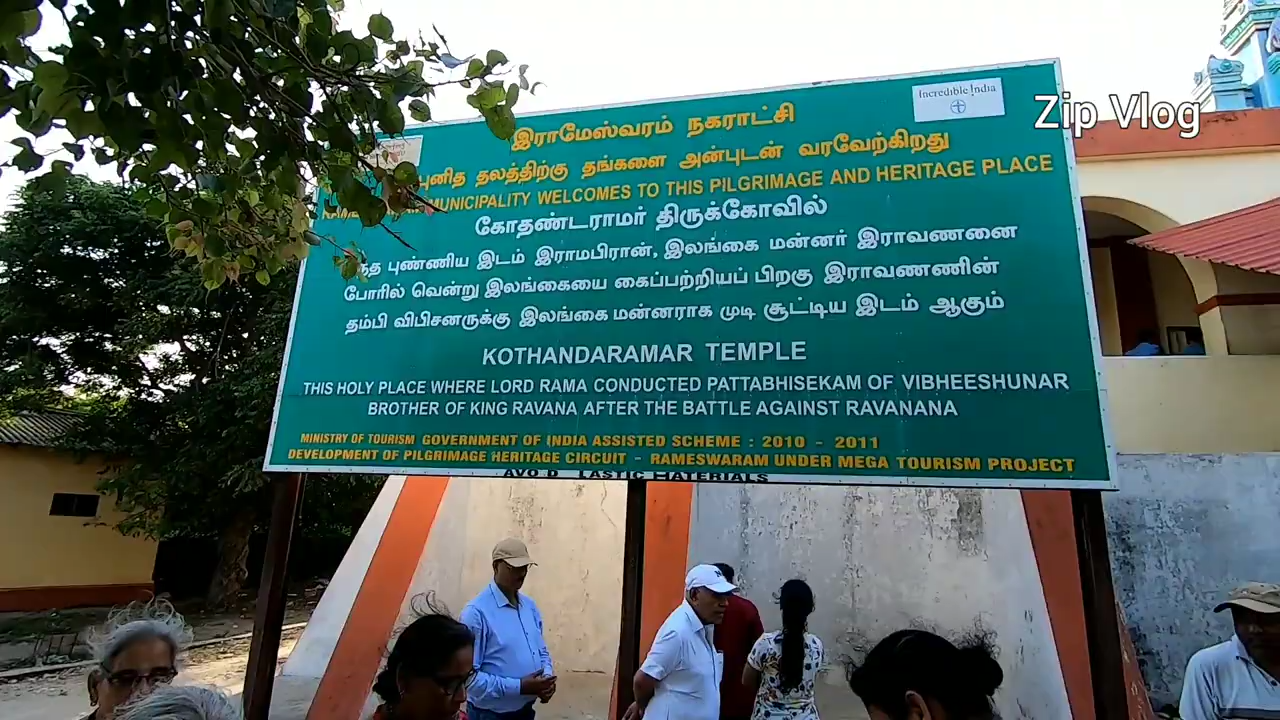 Incredible India
Zip Vlog
இராமேஸ்வரம் நகராட்சி
புனித தலத்திற்கு தங்களை அன்புடன் வரவேற்கிறது
MUNICIPALITY WELCOMES TO THIS PILGRIMAGE AND HERITAGE PLACE
கோதண்டராமர் திருக்கோவில்
புண்ணிய இடம் இராமபிரான், இலங்கை மன்னர் இராவணனை
போரில் வென்று இலங்கையை கைப்பற்றியப் பிறகு இராவணணின்
தம்பி விபிசனருக்கு இலங்கை மன்னராக முடி சூட்டிய இடம் ஆகும்
KOTHANDARAMAR TEMPLE
THIS HOLY PLACE WHERE LORD RAMA CONDUCTED PATTABHISEKAM OF VIBHEESHUNAR
BROTHER OF KING RAVANA AFTER THE BATTLE AGAINST RAVANANA
MINISTRY OF TOURISM GOVERNMENT OF INDIA ASSISTED SCHEME : 2010 - 2011
DEVELOPMENT OF PILGRIMAGE HERITAGE CIRCUIT - RAMESWARAM UNDER MEGA TOURISM PROJECT
MATERIALS